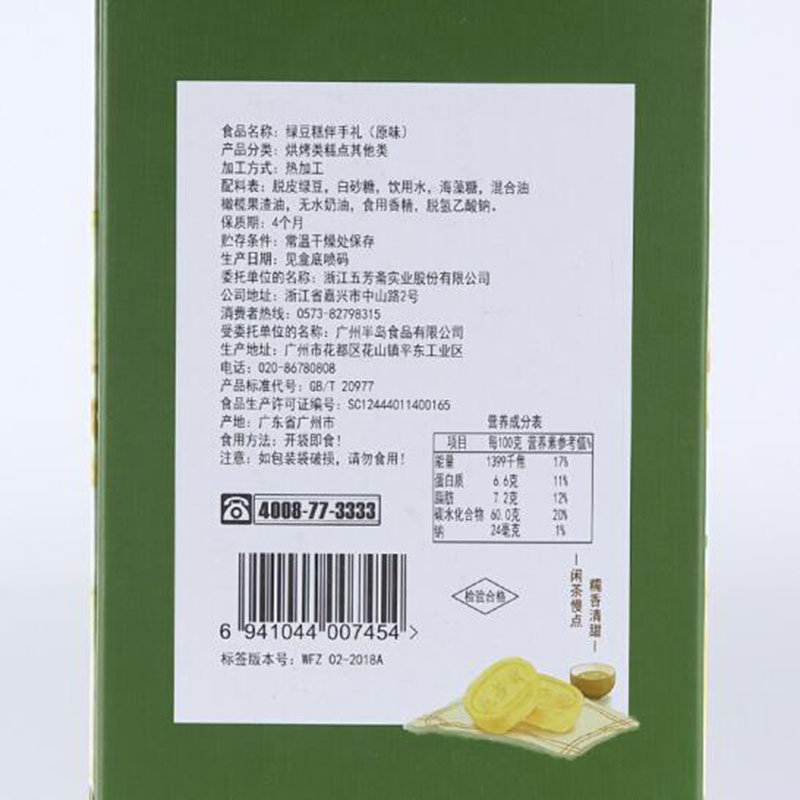 食品名称：绿豆糕伴手礼（原味）
产品分类：烘烤类糕点其他类
加工方式：热加工
配料表：脱皮绿豆，白砂糖，饮用水，海藻糖，混合油
橄榄果渣油，无水奶油，食用香精，脱氢乙酸钠。
保质期：4个月
贮存条件：常温干燥处保存
生产日期：见盒底喷码
委托单位的名称：浙江五芳斋实业股份有限公司
公司地址：浙江省嘉兴市中山路2号
消费者热线：0573-82798315
受委托单位的名称：广州半岛食品有限公司
生产地址：广州市花都区花山镇平东工业区
电话：020-86780808
产品标准代号：GB/T 20977
食品生产许可证编号：SC12444011400165
产地：广东省广州市
食用方法：开袋即食！
注意：如包装袋破损，请勿食用！
营养成分表
项目 每100克 营养素参考值%
能量 1399千焦 17%
蛋白质 6.6克 11%
脂肪 7.2克 12%
碳水化合物 60.0克 20%
钠 24毫克 1%
4008-77-3333
6 941044 007454 >
标签版本号：WFZ 02-2018A
检验合格
糯香清甜
闲茶慢点